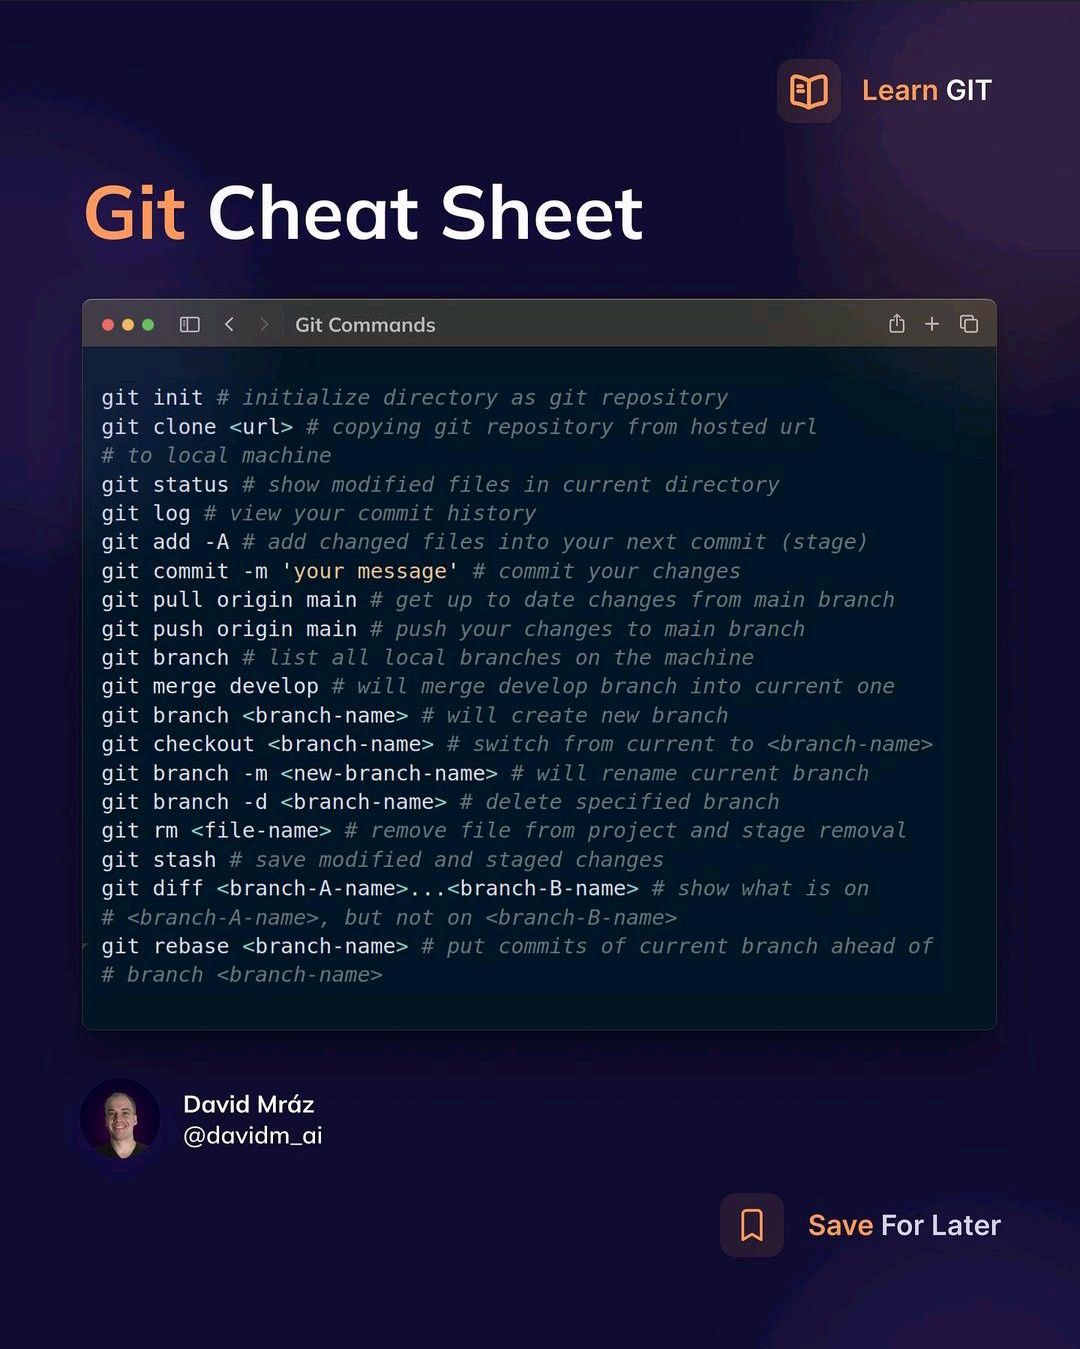 Learn GIT
Git Cheat Sheet
Git Commands
git init # initialize directory as git repository
git clone <url> # copying git repository from hosted url
# to local machine
git status # show modified files in current directory
git log # view your commit history
git add -A # add changed files into your next commit (stage)
git commit -m 'your message' # commit your changes
git pull origin main # get up to date changes from main branch
git push origin main # push your changes to main branch
git branch # list all local branches on the machine
git merge develop # will merge develop branch into current one
git branch <branch-name> # will create new branch
git checkout <branch-name> # switch from current to <branch-name>
git branch -m <new-branch-name> # will rename current branch
git branch -d <branch-name> # delete specified branch
git rm <file-name> # remove file from project and stage removal
git stash # save modified and staged changes
git diff <branch-A-name>...<branch-B-name> # show what is on
# <branch-A-name>, but not on <branch-B-name>
git rebase <branch-name> # put commits of current branch ahead of
# branch <branch-name>
David Mráz
@davidm_ai
Save For Later